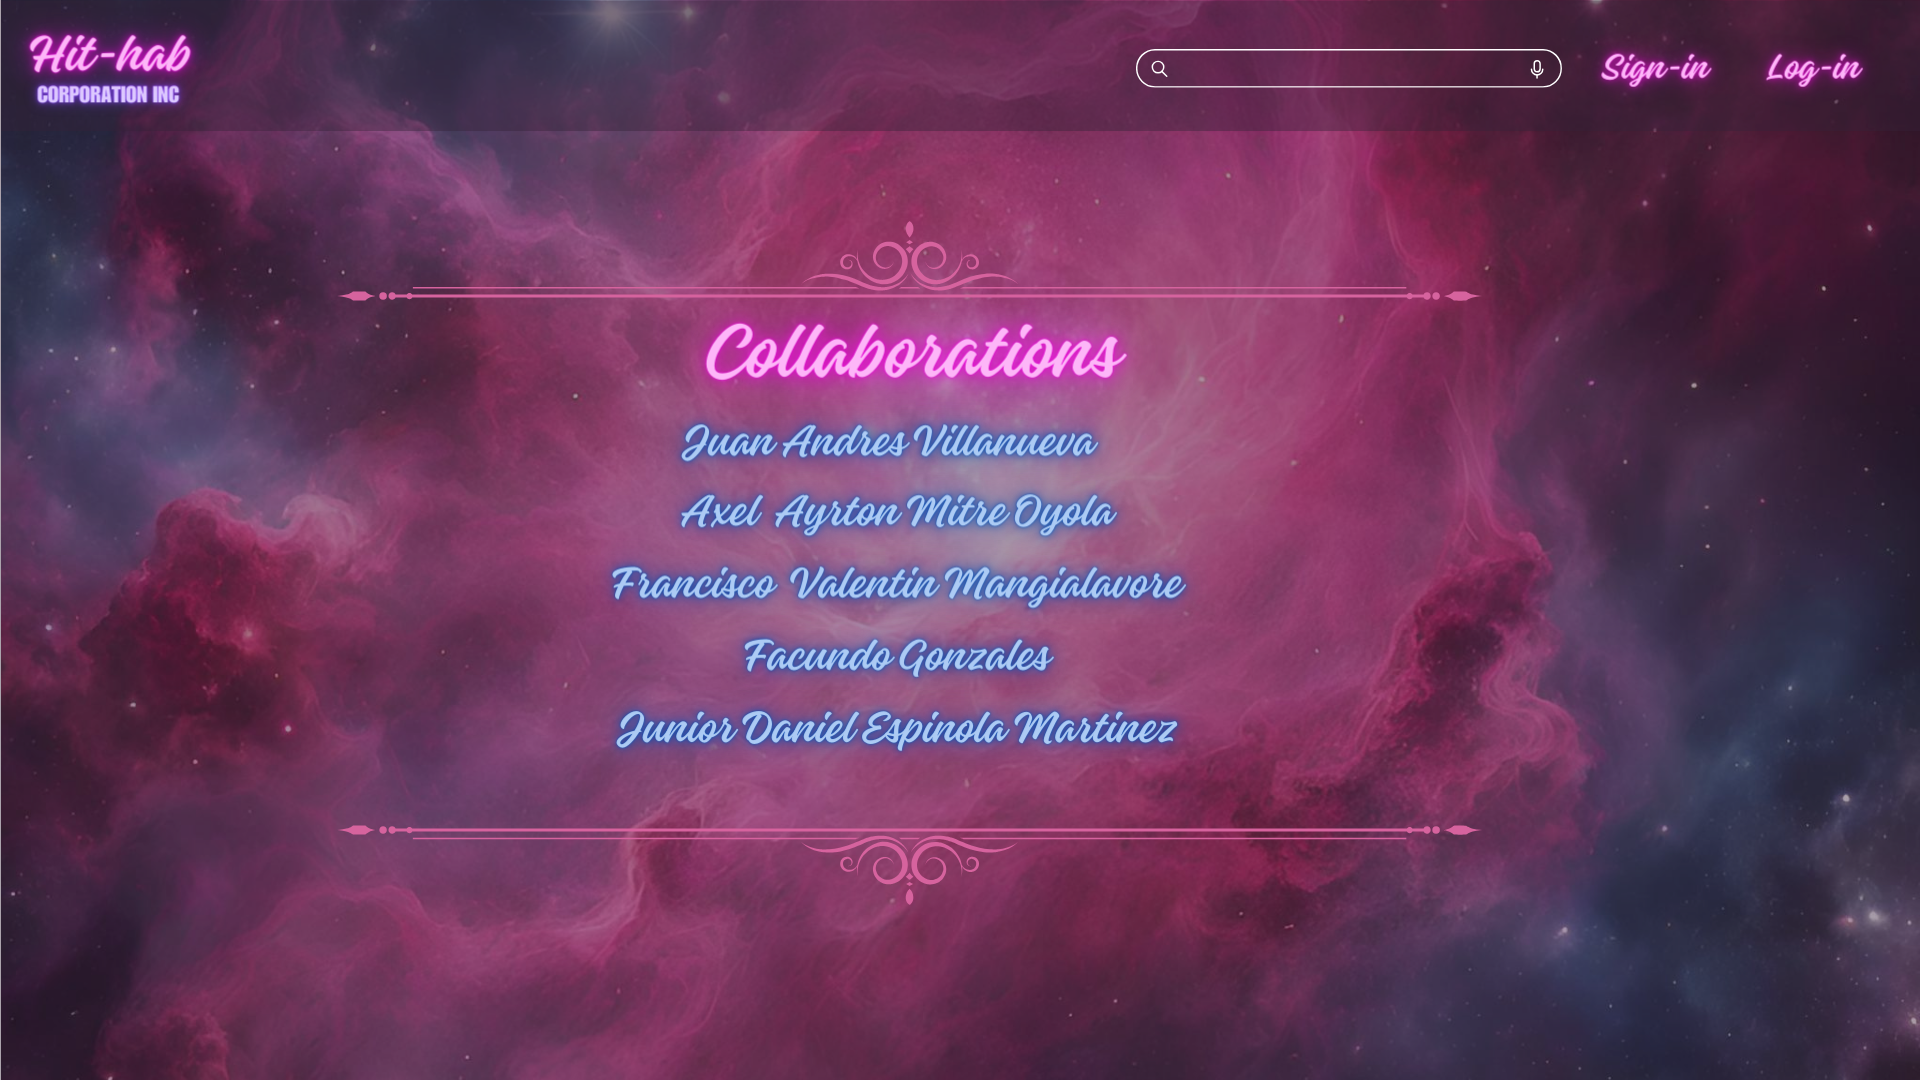 Hit-hab
CORPORATION INC
Sign-in
Log-in
Collaborations
Juan Andres Villanueva
Axel Ayrton Mitre Oyola
Francisco Valentin Mangialavore
Facundo Gonzales
Junior Daniel Espinola Martinez